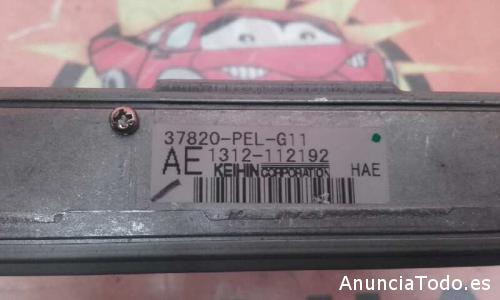 37820-PEL-G11
AE 1312-112192
KEIHIN CORPORATION HAE
AnunciaTodo.es